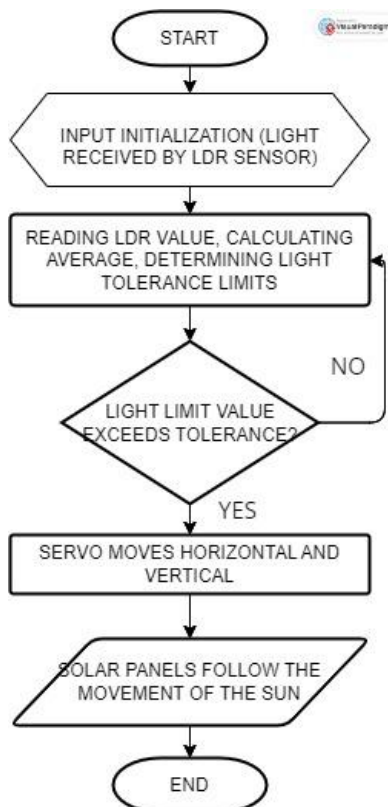 START
Visual Paradigm
INPUT INITIALIZATION (LIGHT
RECEIVED BY LDR SENSOR)
READING LDR VALUE, CALCULATING
AVERAGE, DETERMINING LIGHT
TOLERANCE LIMITS
NO
LIGHT LIMIT VALUE
EXCEEDS TOLERANCE?
YES
SERVO MOVES HORIZONTAL AND
VERTICAL
SOLAR PANELS FOLLOW THE
MOVEMENT OF THE SUN
END